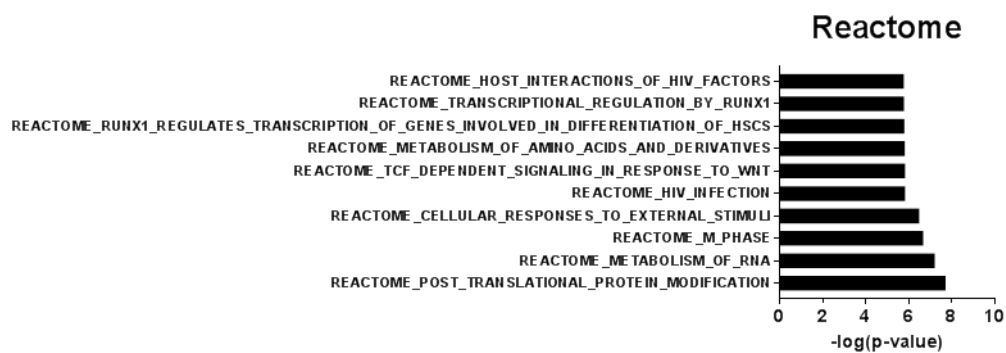 Reactome
REACTOME_HOST_INTERACTIONS_OF_HIV_FACTORS
REACTOME_TRANSCRIPTIONAL_REGULATION_BY_RUNX1
REACTOME_RUNX1_REGULATES_TRANSCRIPTION_OF_GENES_INVOLVED_IN_DIFFERENTIATION_OF_HSCS
REACTOME_METABOLISM_OF_AMINO_ACIDS_AND_DERIVATIVES
REACTOME_TCF_DEPENDENT_SIGNALING_IN_RESPONSE_TO_WNT
REACTOME_HIV_INFECTION
REACTOME_CELLULAR_RESPONSES_TO_EXTERNAL_STIMULI
REACTOME_M_PHASE
REACTOME_METABOLISM_OF_RNA
REACTOME_POST_TRANSLATIONAL_PROTEIN_MODIFICATION
0 2 4 6 8 10
-log(p-value)